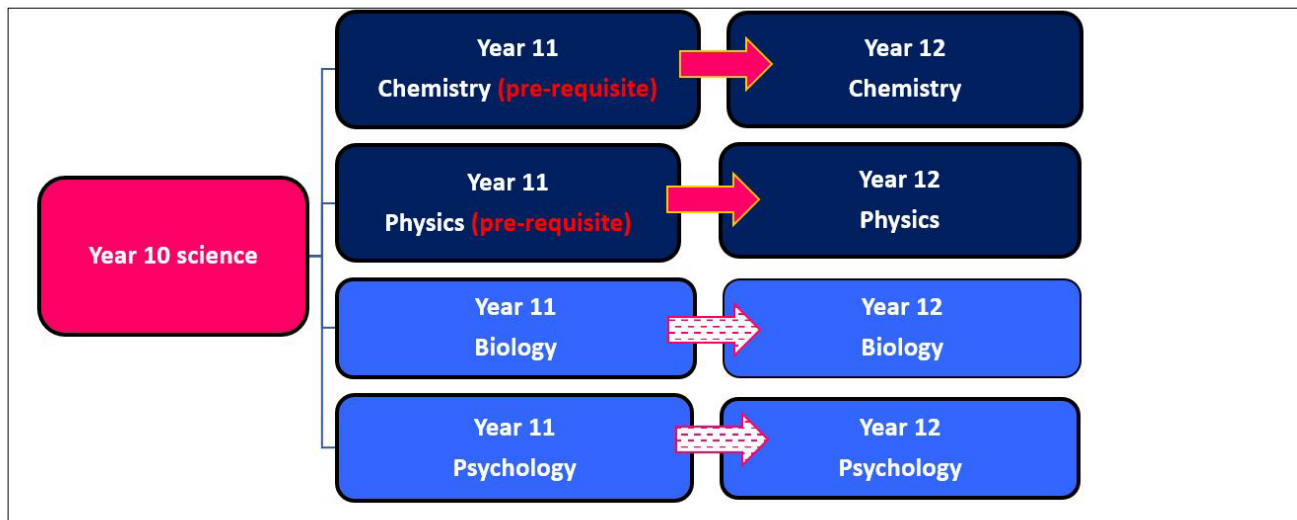 Year 10 science
Year 11
Chemistry (pre-requisite)
Year 12
Chemistry
Year 11
Physics (pre-requisite)
Year 12
Physics
Year 11
Biology
Year 12
Biology
Year 11
Psychology
Year 12
Psychology